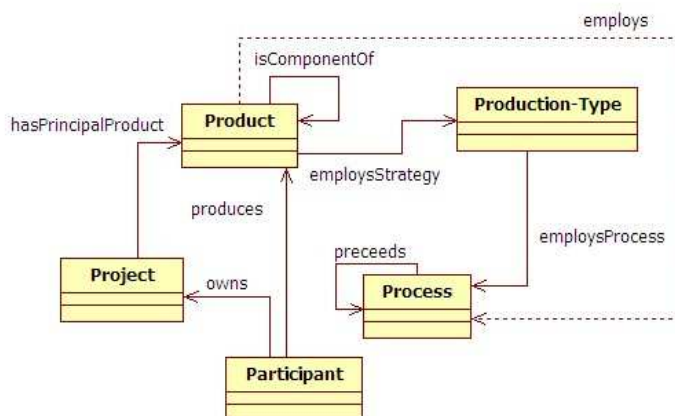 employs
isComponentOf
Product
Production-Type
hasPrincipalProduct
employsStrategy
produces
employsProcess
preceeds
Project
owns
Process
Participant